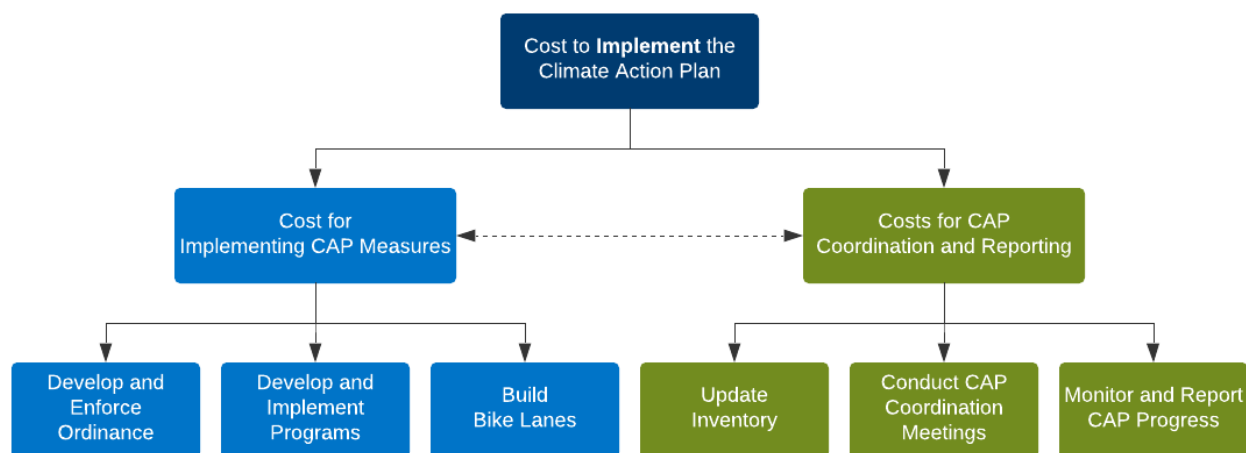 Cost to Implement the
Climate Action Plan
Cost for
Implementing CAP Measures
Costs for CAP
Coordination and Reporting
Develop and
Enforce
Ordinance
Develop and
Implement
Programs
Build
Bike Lanes
Update
Inventory
Conduct CAP
Coordination
Meetings
Monitor and Report
CAP Progress